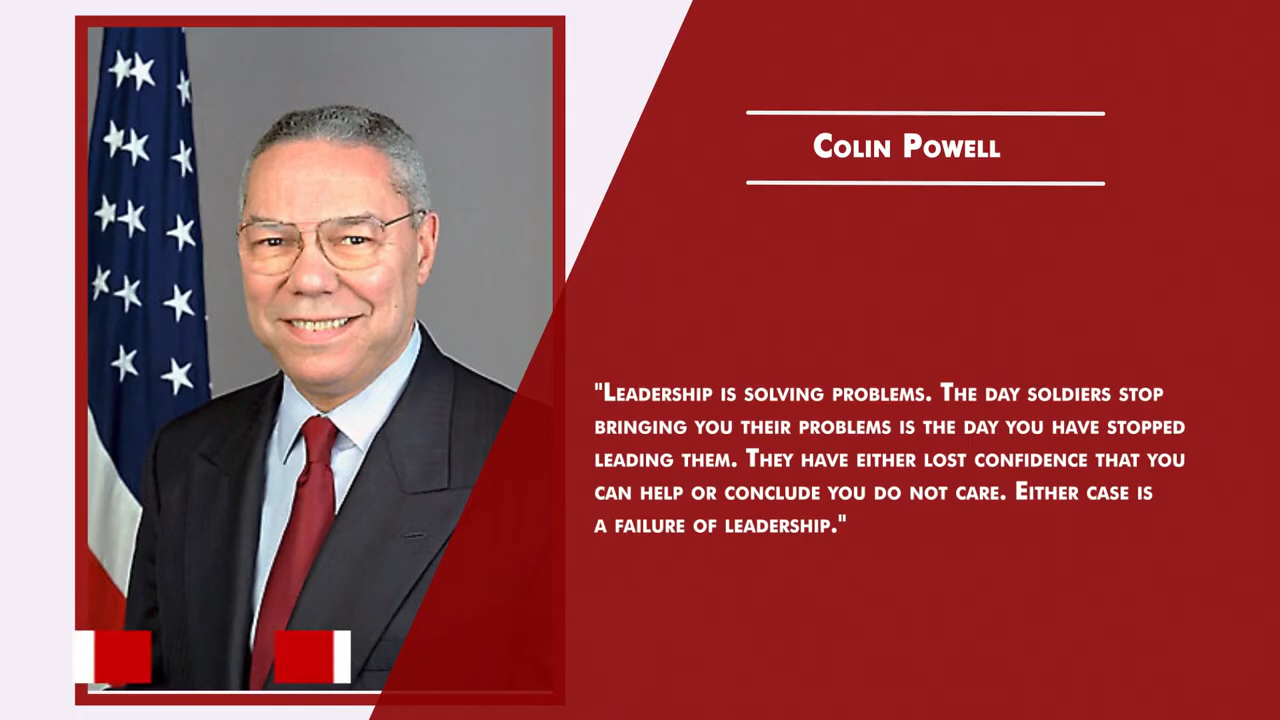 Colin Powell
"Leadership is solving problems. The day soldiers stop
bringing you their problems is the day you have stopped
leading them. They have either lost confidence that you
can help or conclude you do not care. Either case is
a failure of leadership."